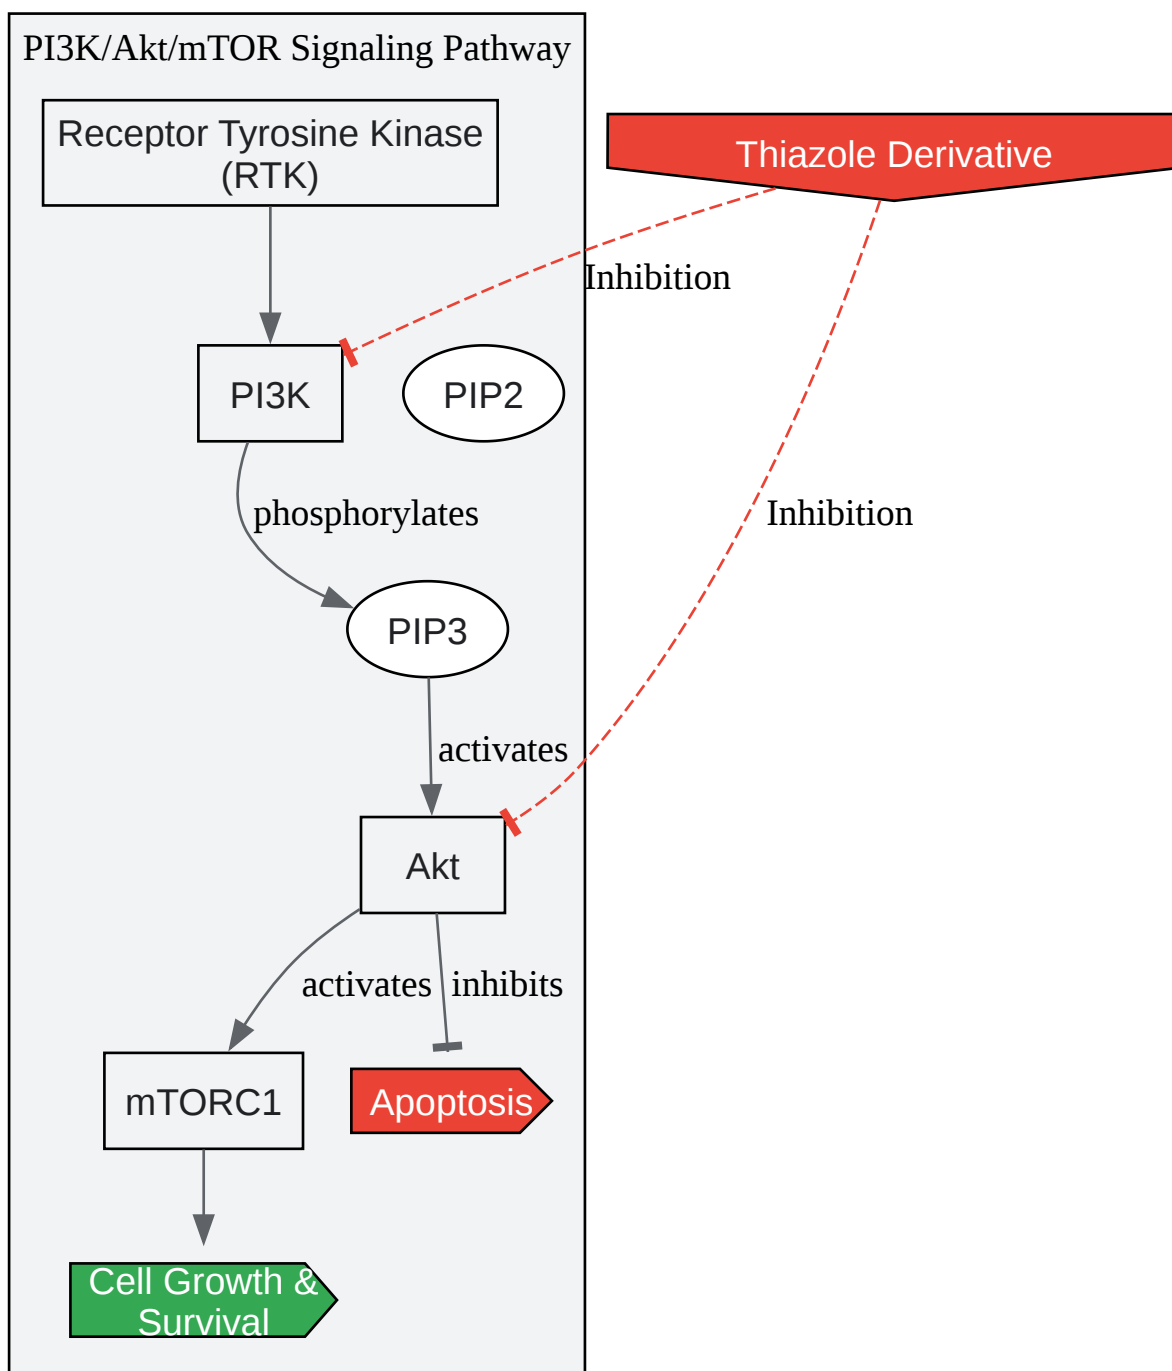 PI3K/Akt/mTOR Signaling Pathway
Receptor Tyrosine Kinase
(RTK)
Thiazole Derivative
Inhibition
PI3K
PIP2
phosphorylates
Inhibition
PIP3
activates
Akt
activates
inhibits
mTORC1
Apoptosis
Cell Growth &
Survival